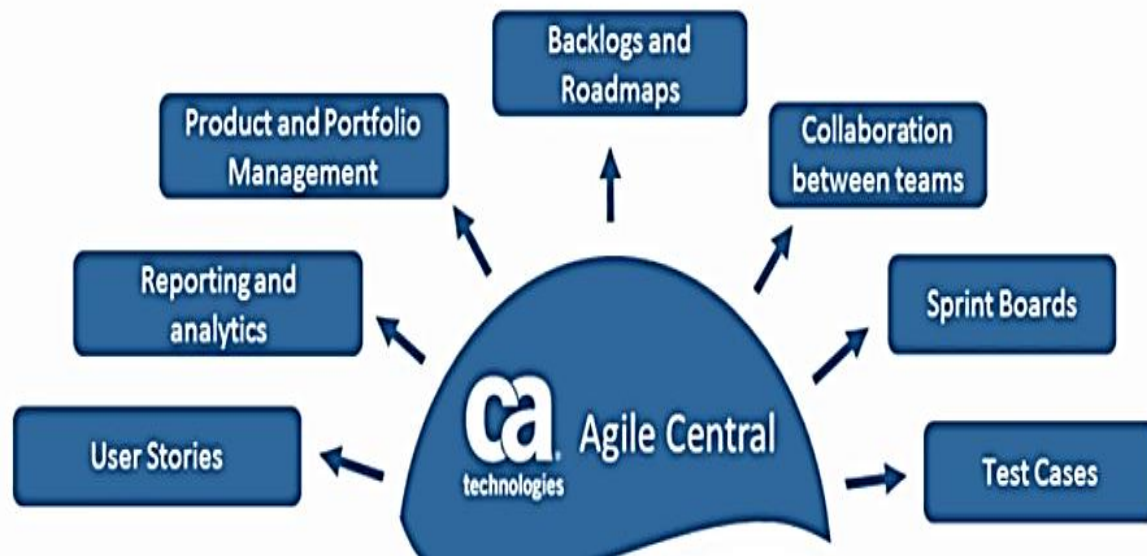 Backlogs and
Roadmaps
Product and Portfolio
Management
Collaboration
between teams
Reporting and
analytics
Sprint Boards
User Stories
ca
technologies
Agile Central
Test Cases